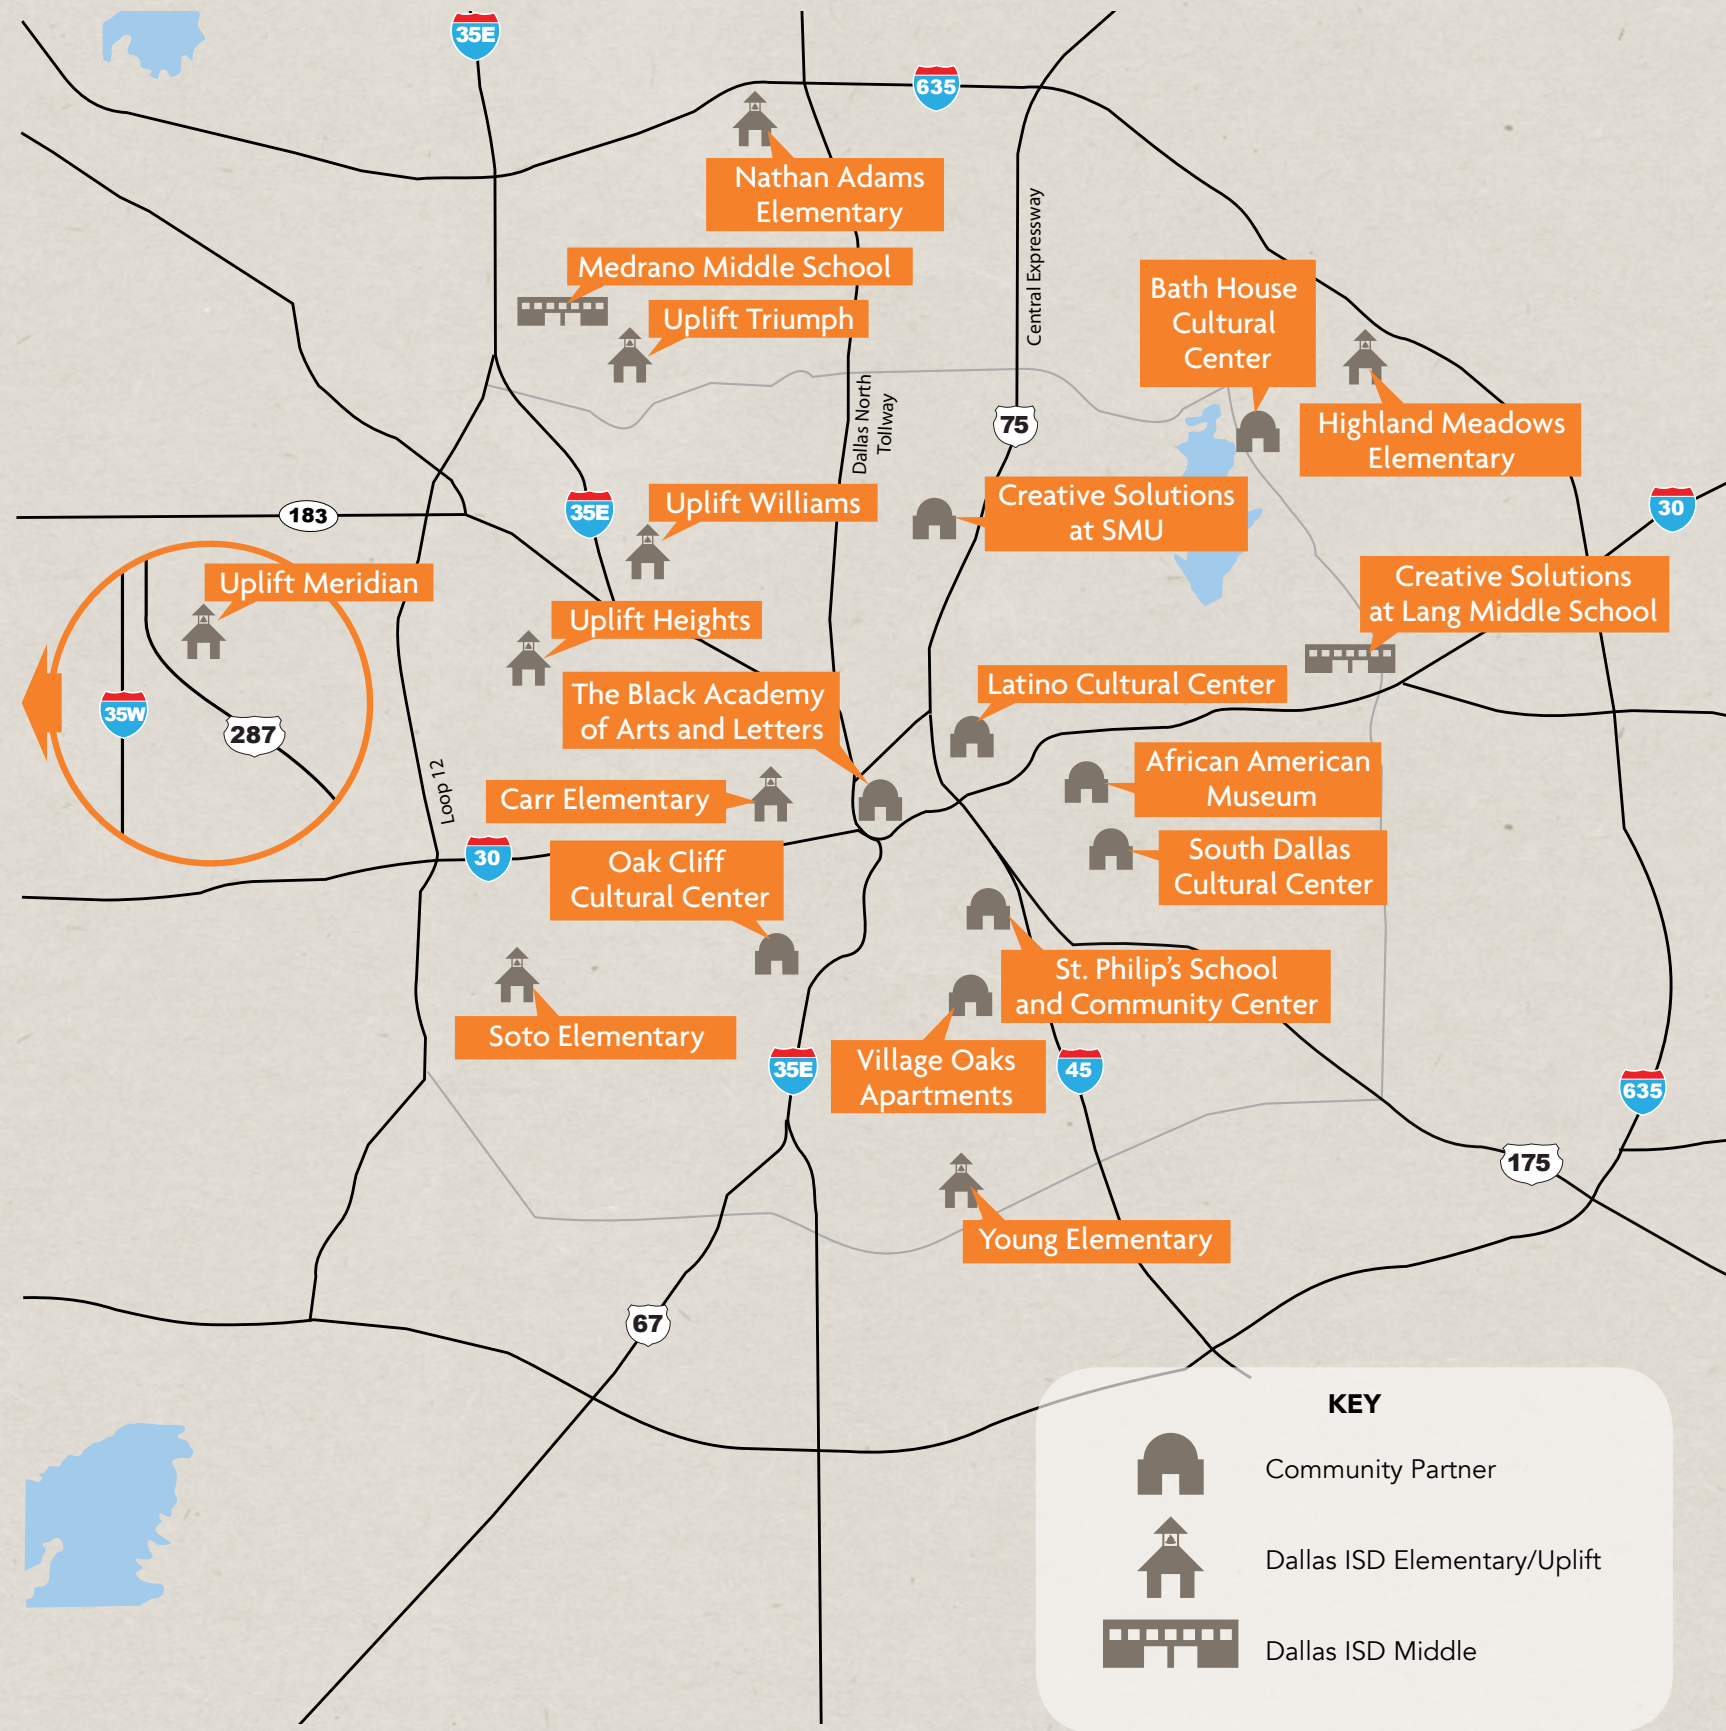 35E
635
Nathan Adams
Elementary
Medrano Middle School
Uplift Triumph
Central Expressway
Bath House
Cultural
Center
Highland Meadows
Elementary
Dallas North
Tollway
75
183
35E
Uplift Williams
Creative Solutions
at SMU
30
Uplift Meridian
Creative Solutions
at Lang Middle School
Uplift Heights
35W
287
The Black Academy
of Arts and Letters
Latino Cultural Center
Loop 12
Carr Elementary
African American
Museum
30
Oak Cliff
Cultural Center
South Dallas
Cultural Center
St. Philip's School
and Community Center
Soto Elementary
35E
Village Oaks
Apartments
45
635
175
Young Elementary
67
KEY
Community Partner
Dallas ISD Elementary/Uplift
Dallas ISD Middle